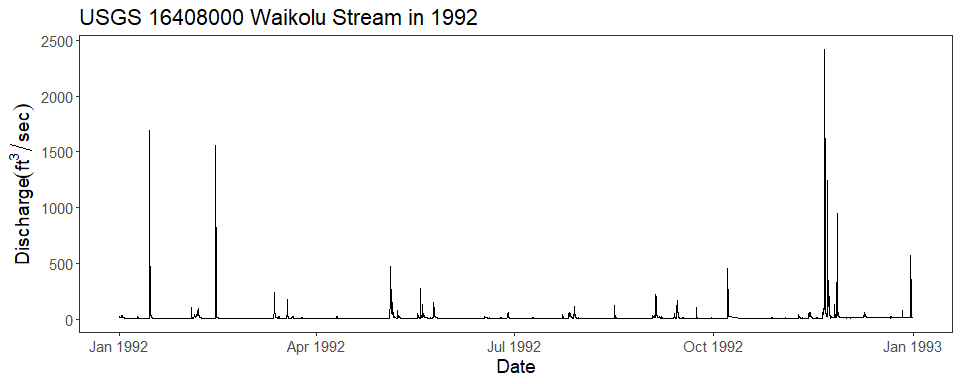 USGS 16408000 Waikolu Stream in 1992
Discharge(ft³/sec)
2500
2000
1500
1000
500
0
Jan 1992 Apr 1992 Jul 1992 Oct 1992 Jan 1993
Date